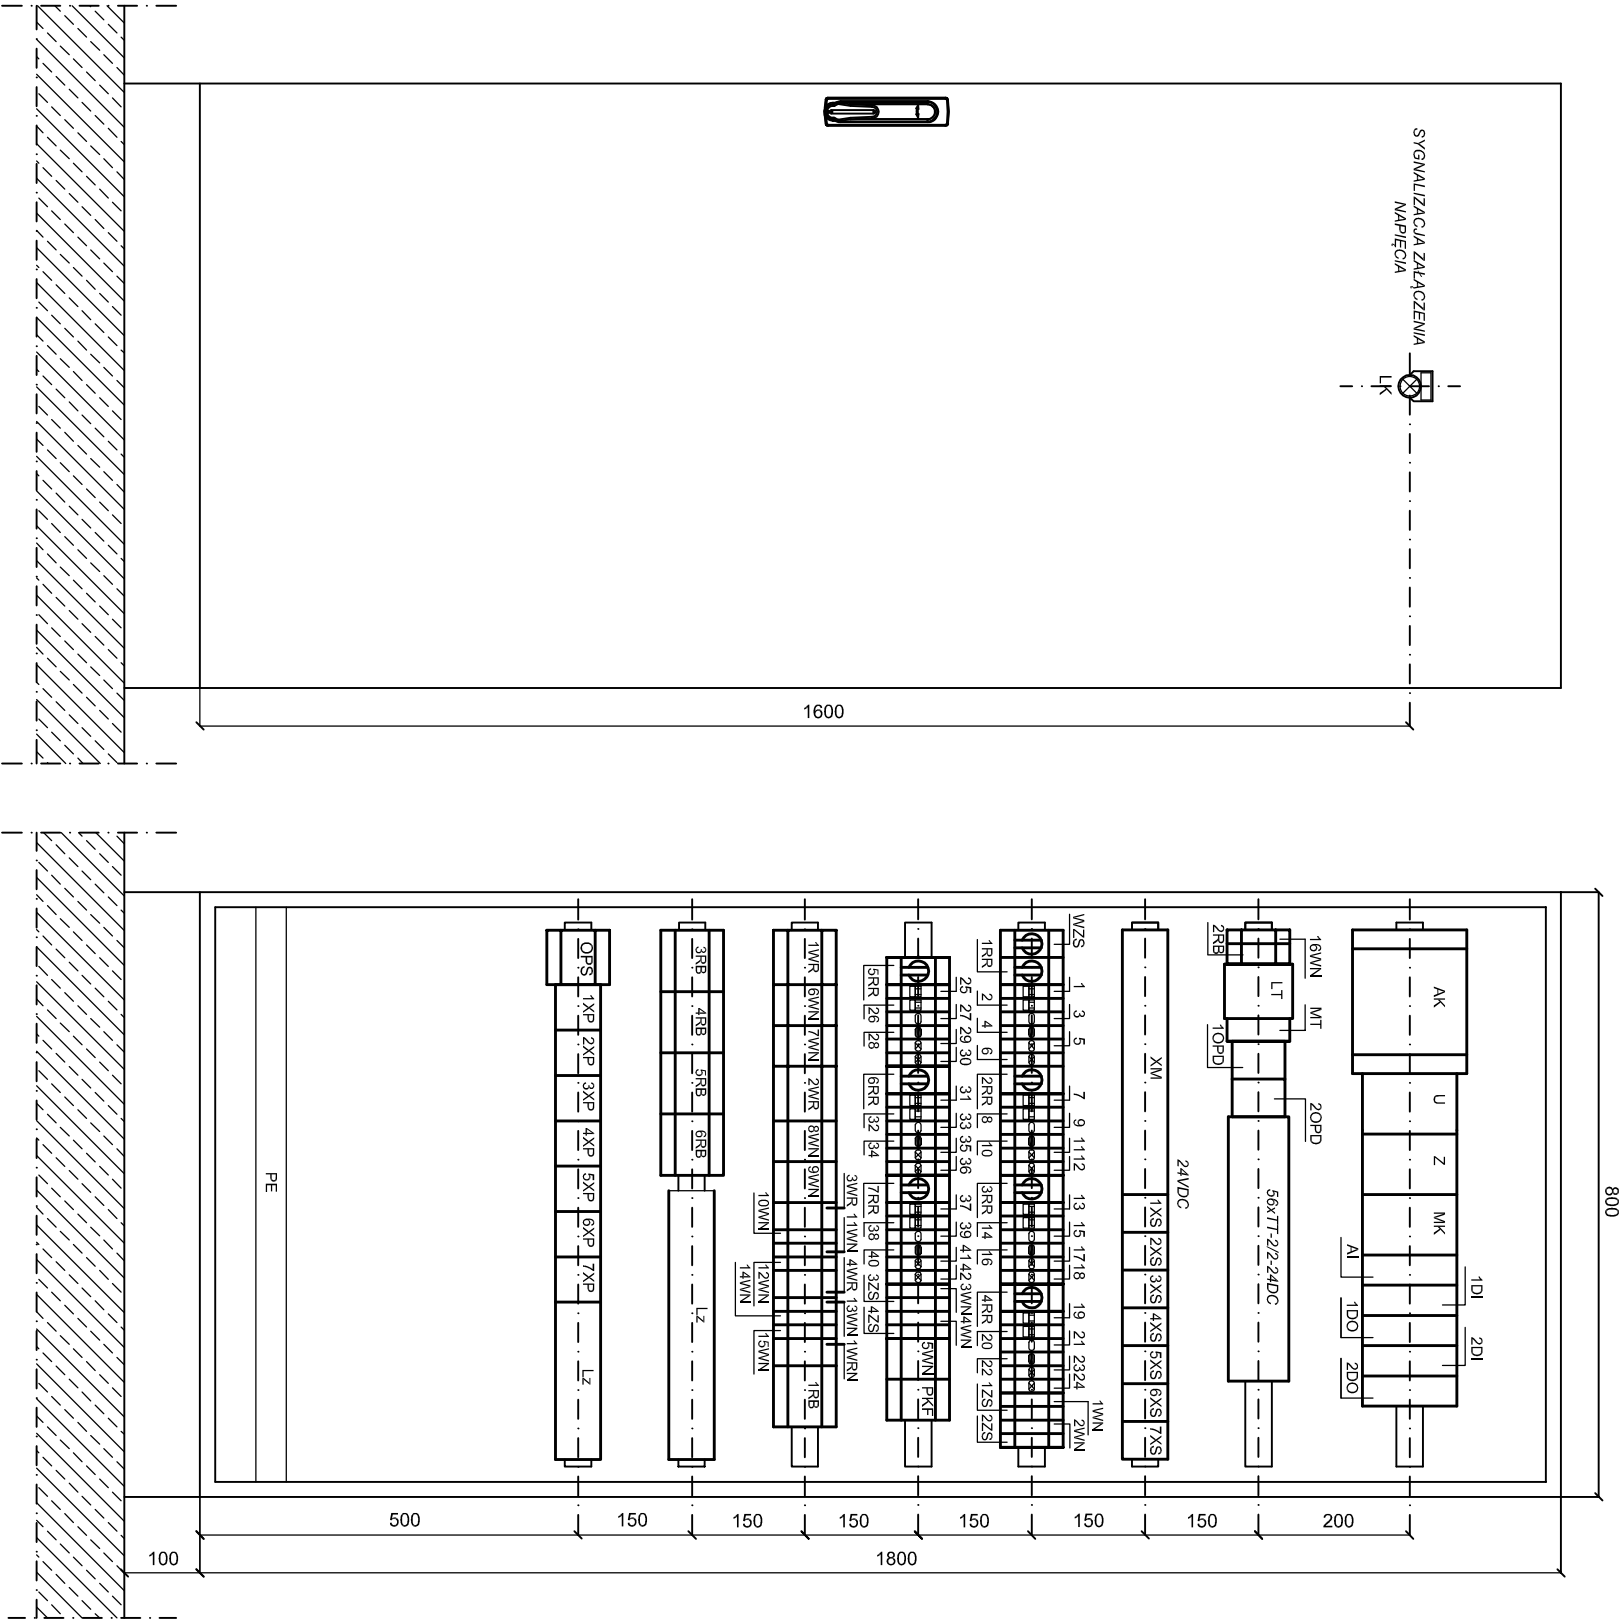 SYGNALIZACJA ZAŁĄCZENIA
NAPIĘCIA
LK
1600
AK
U
Z
MK
AI
1DI
1DO
2DI
2DO
16WN
2RB
LT
MT
1OPD
2OPD
56xTT-2/2-24DC
24VDC
XM
1XS
2XS
3XS
4XS
5XS
6XS
7XS
WZS
1RR
1
2
3
4
5
6
2RR
7
8
9
10
11
12
3RR
13
14
15
16
17
18
4RR
19
20
21
22
23
24
1ZS
1WN
2WN
2ZS
5RR
25
26
27
28
29
30
6RR
31
32
33
34
35
36
7RR
37
38
39
40
41
42
3ZS
3WN
4WN
4ZS
5WN
PKF
1WR
6WN
7WN
2WR
8WN
9WN
3WR
10WN
11WN
12WN
14WN
4WR
13WN
15WN
1WRN
1RB
3RB
4RB
5RB
6RB
Lz
OPS
1XP
2XP
3XP
4XP
5XP
6XP
7XP
Lz
PE
800
500
150
150
150
150
150
150
200
100
1800